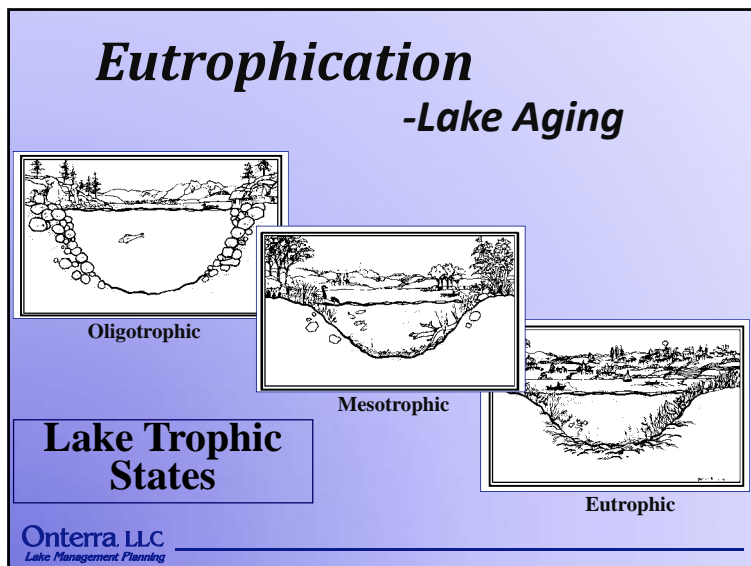 Eutrophication
-Lake Aging
Oligotrophic
Mesotrophic
Eutrophic
Lake Trophic
States
Onterra, LLC
Lake Management Planning